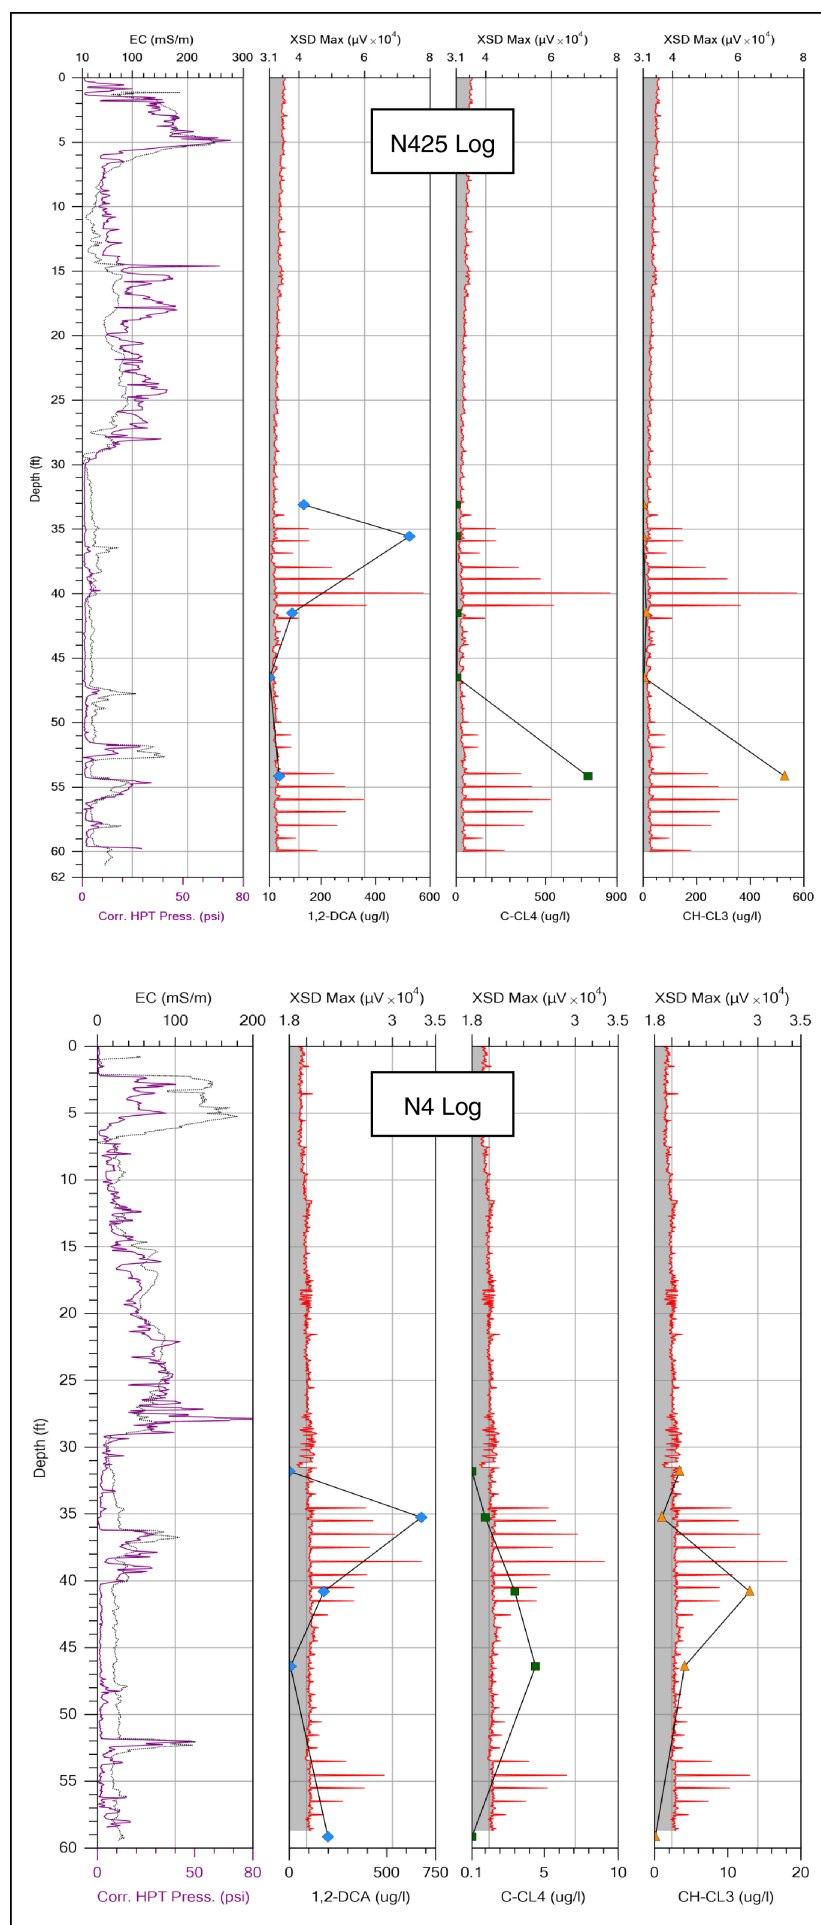 EC (mS/m) XSD Max (µV ×10⁴) XSD Max (µV ×10⁴) XSD Max (µV ×10⁴)
10 100 200 300 3.1 4 6 8 3.1 4 6 8 3.1 4 6 8
0
N425 Log
5
10
15
20
25
30
Depth (ft)
35
40
45
50
55
60
62
0 50 80 10 200 400 600 0 500 900 0 200 400 600
Corr. HPT Press. (psi) 1,2-DCA (ug/l) C-CL4 (ug/l) CH-CL3 (ug/l)
EC (mS/m) XSD Max (µV ×10⁴) XSD Max (µV ×10⁴) XSD Max (µV ×10⁴)
0 100 200 1.8 3 3.5 1.8 3 3.5 1.8 3 3.5
0
N4 Log
5
10
15
20
25
30
Depth (ft)
35
40
45
50
55
60
0 50 80 0 500 750 0.1 5 10 0 10 20
Corr. HPT Press. (psi) 1,2-DCA (ug/l) C-CL4 (ug/l) CH-CL3 (ug/l)